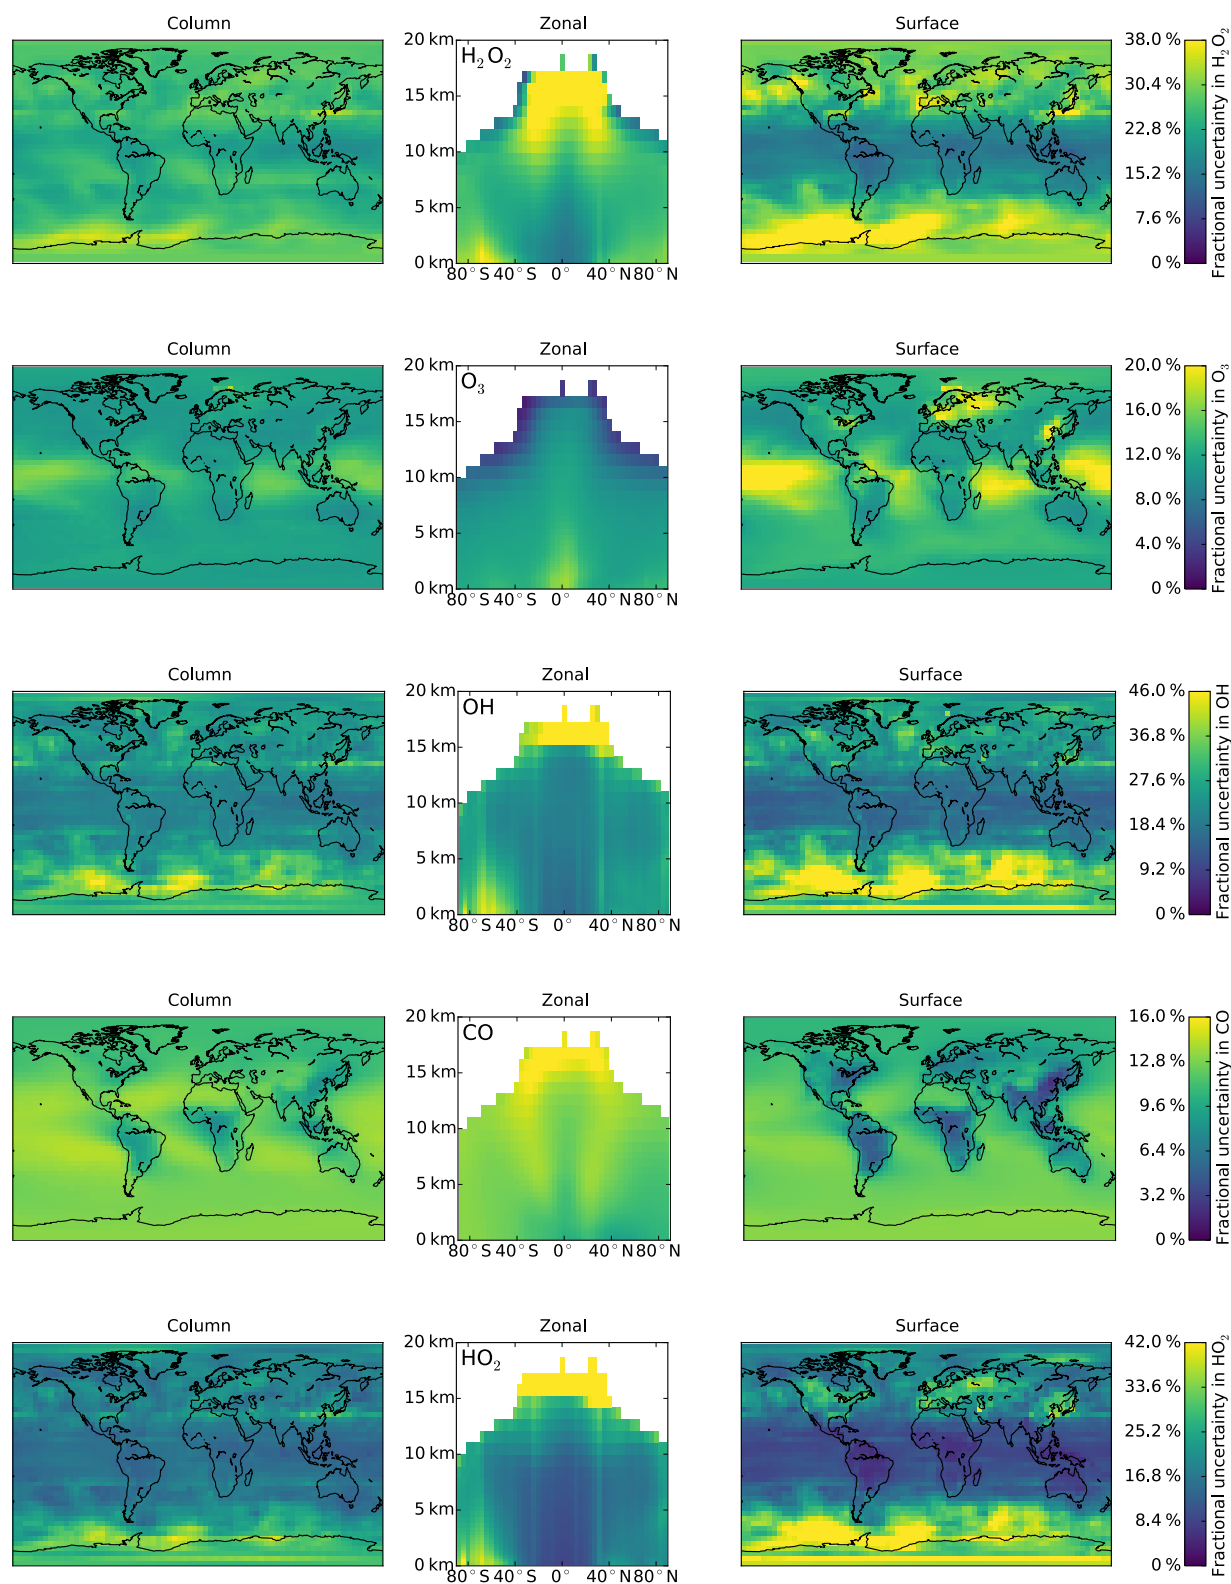 Column Zonal Surface
20 km 38.0 %
H₂O₂
15 km 30.4 %
10 km 22.8 %
15.2 %
5 km 7.6 %
0 km 0 %
80° S 40° S 0° 40° N 80° N
Fractional uncertainty in H₂O₂
Column Zonal Surface
20 km 20.0 %
O₃
15 km 16.0 %
10 km 12.0 %
8.0 %
5 km 4.0 %
0 km 0 %
80° S 40° S 0° 40° N 80° N
Fractional uncertainty in O₃
Column Zonal Surface
20 km 46.0 %
OH
15 km 36.8 %
10 km 27.6 %
18.4 %
5 km 9.2 %
0 km 0 %
80° S 40° S 0° 40° N 80° N
Fractional uncertainty in OH
Column Zonal Surface
20 km 16.0 %
CO
15 km 12.8 %
10 km 9.6 %
6.4 %
5 km 3.2 %
0 km 0 %
80° S 40° S 0° 40° N 80° N
Fractional uncertainty in CO
Column Zonal Surface
20 km 42.0 %
HO₂
15 km 33.6 %
10 km 25.2 %
16.8 %
5 km 8.4 %
0 km 0 %
80° S 40° S 0° 40° N 80° N
Fractional uncertainty in HO₂